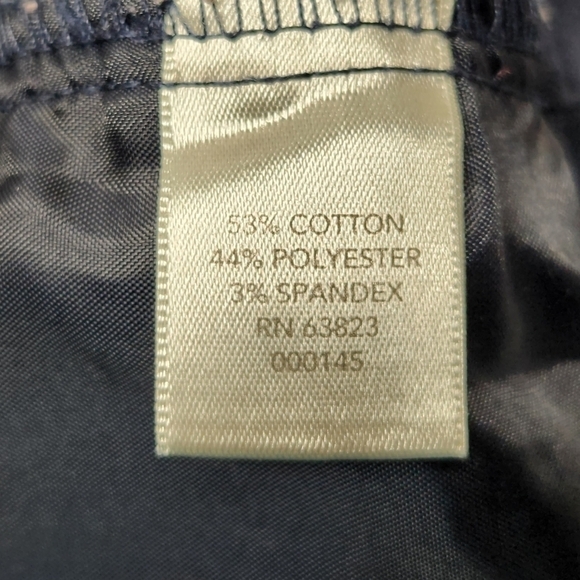 53% COTTON
44% POLYESTER
3% SPANDEX
RN 63823
000145